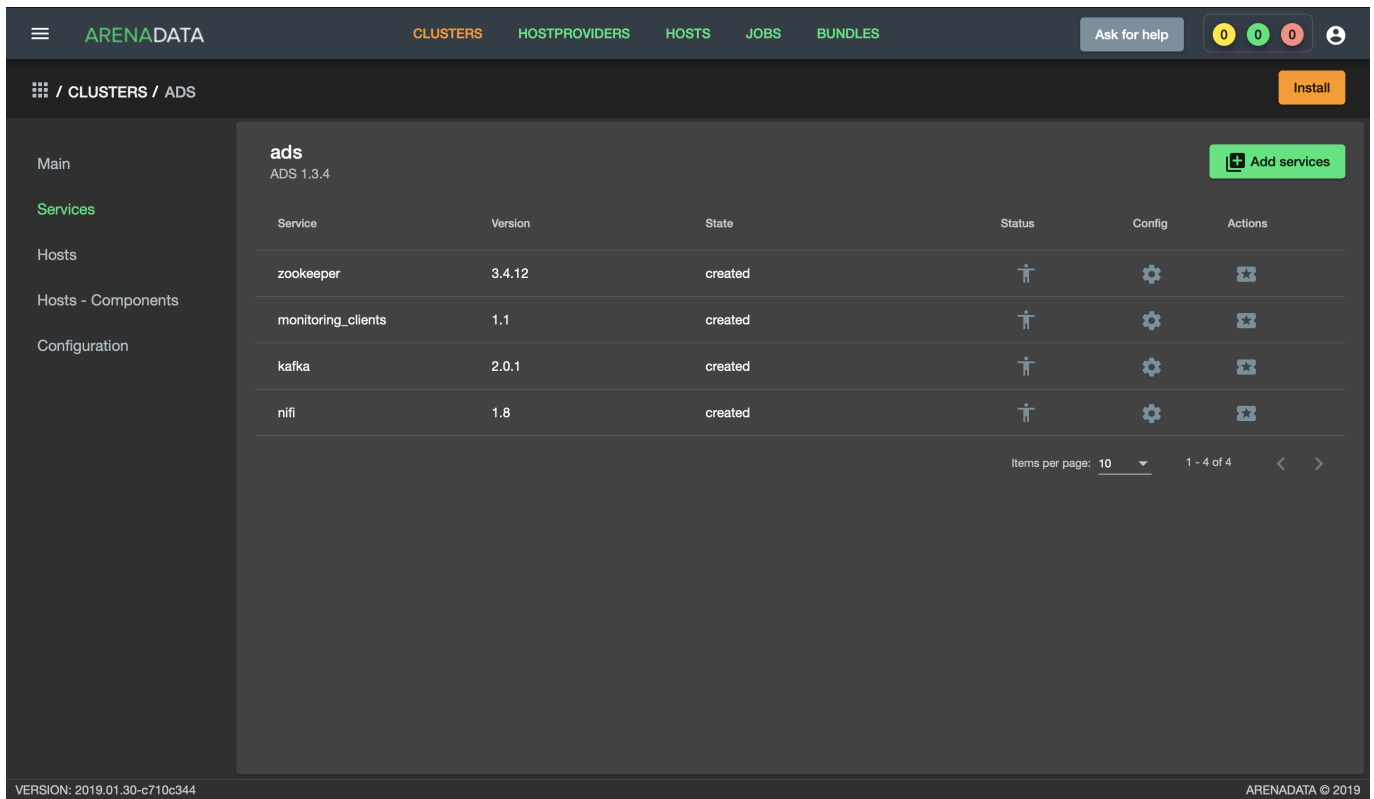 ARENADATA CLUSTERS HOSTPROVIDERS HOSTS JOBS BUNDLES Ask for help 0 0 0
/ CLUSTERS / ADS Install
Main
Services
Hosts
Hosts - Components
Configuration
ads
ADS 1.3.4
Add services
Service Version State Status Config Actions
zookeeper 3.4.12 created
monitoring_clients 1.1 created
kafka 2.0.1 created
nifi 1.8 created
Items per page: 10 1 - 4 of 4
VERSION: 2019.01.30-c710c344 ARENADATA © 2019